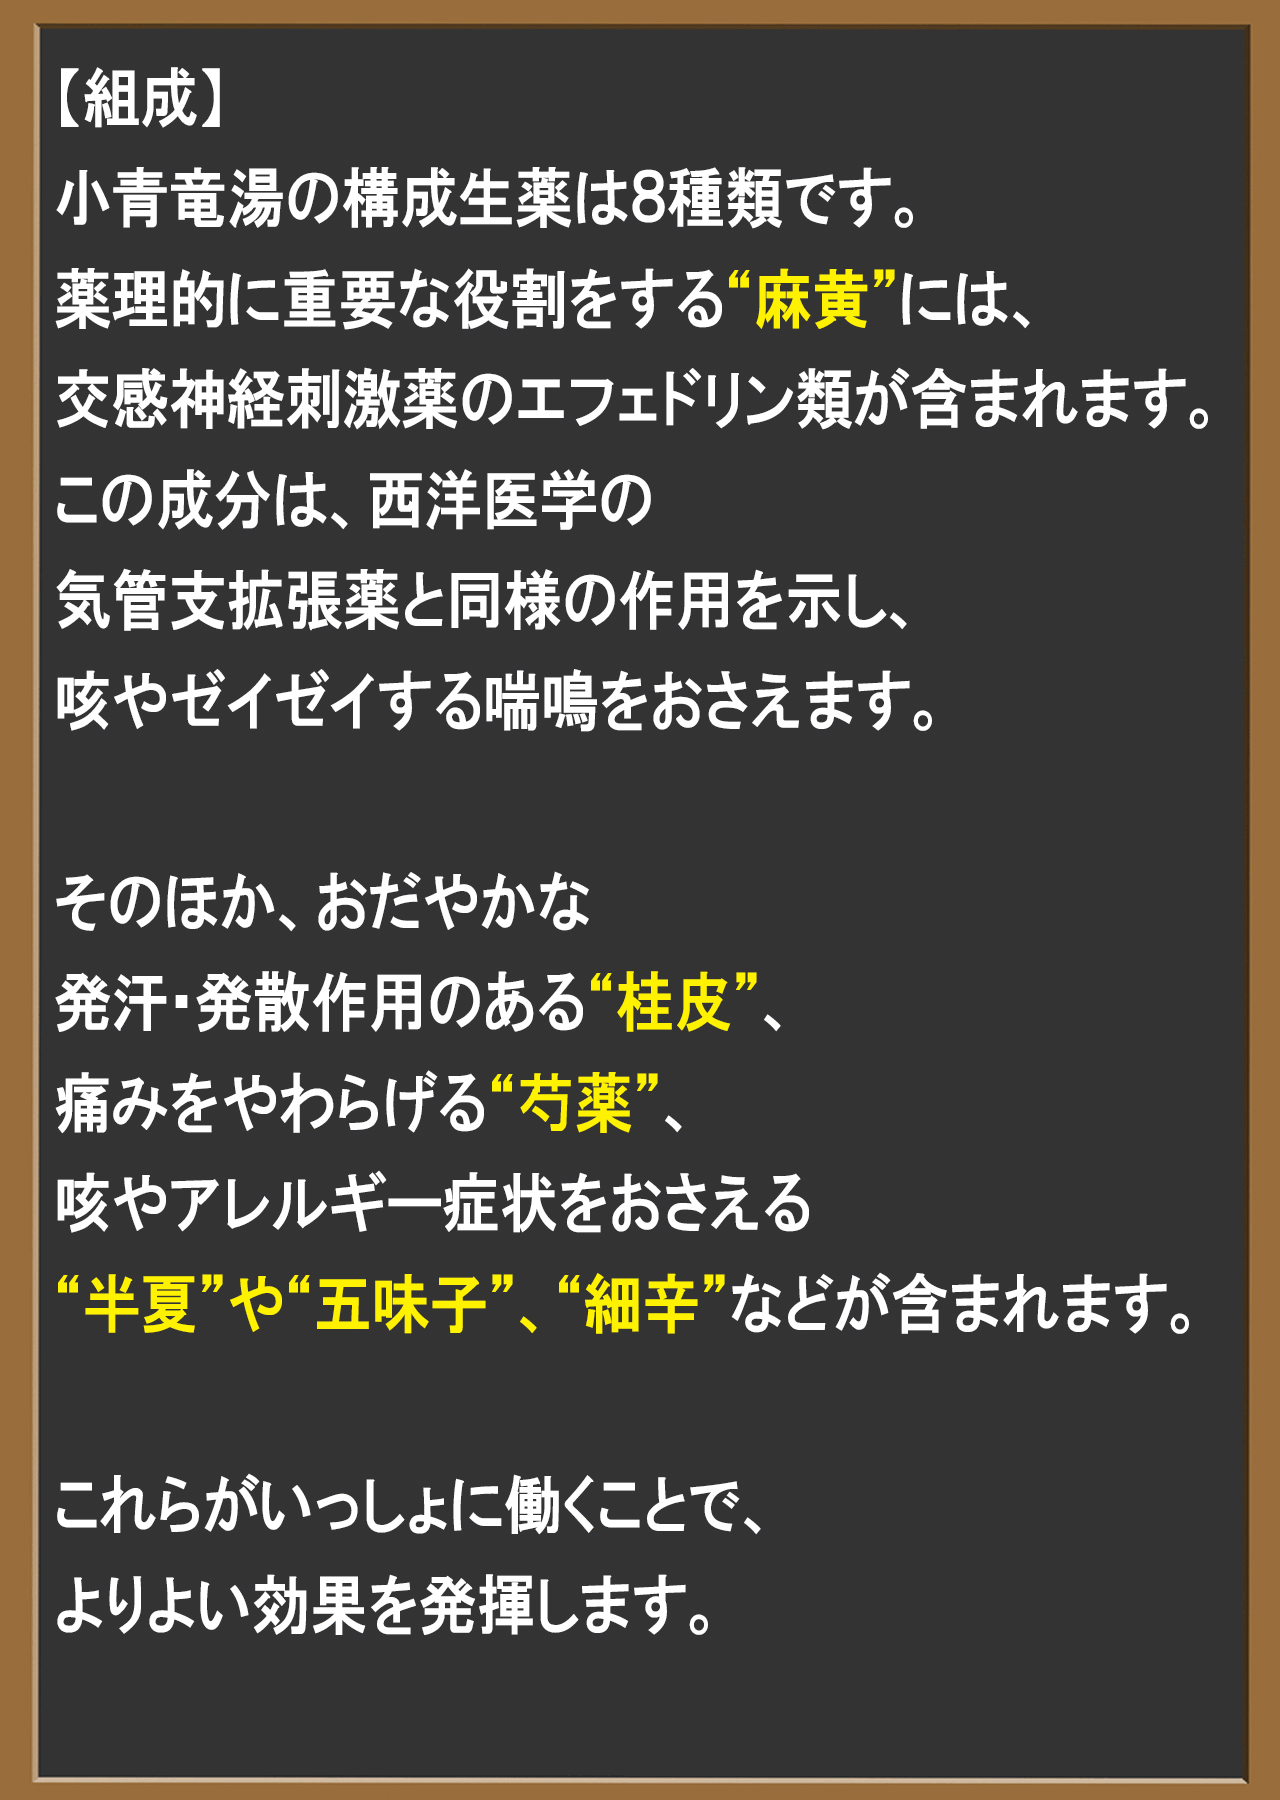 【組成】
小青竜湯の構成生薬は8種類です。
薬理的に重要な役割をする“麻黄”には、
交感神経刺激薬のエフェドリン類が含まれます。
この成分は、西洋医学の
気管支拡張薬と同様の作用を示し、
咳やゼイゼイする喘鳴をおさえます。
そのほか、おだやかな
発汗・発散作用のある“桂皮”、
痛みをやわらげる“芍薬”、
咳やアレルギー症状をおさえる
“半夏”や“五味子”、“細辛”などが含まれます。
これらがいっしょに働くことで、
よりよい効果を発揮します。